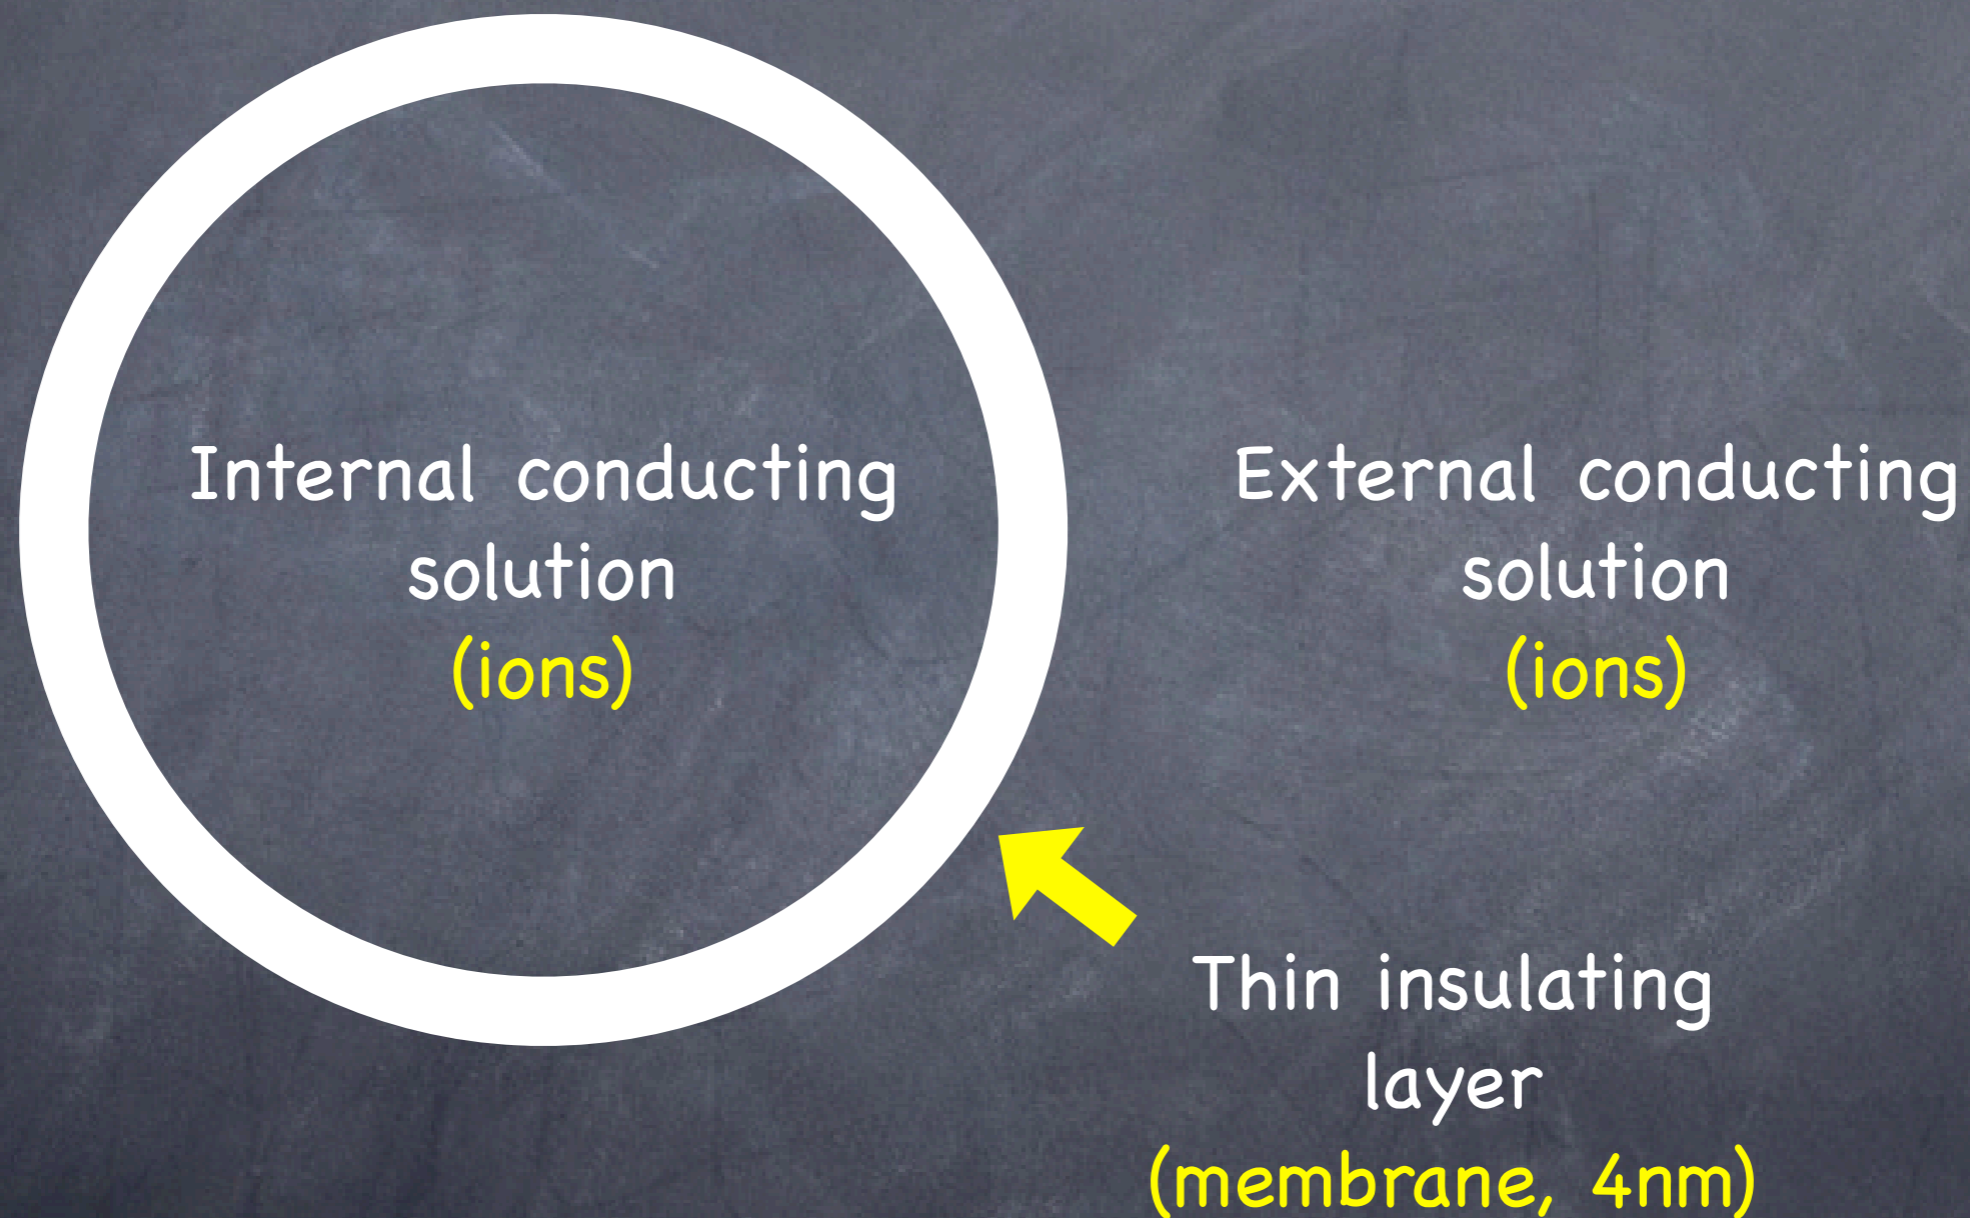 Internal conducting
solution
(ions)
External conducting
solution
(ions)
Thin insulating
layer
(membrane, 4nm)